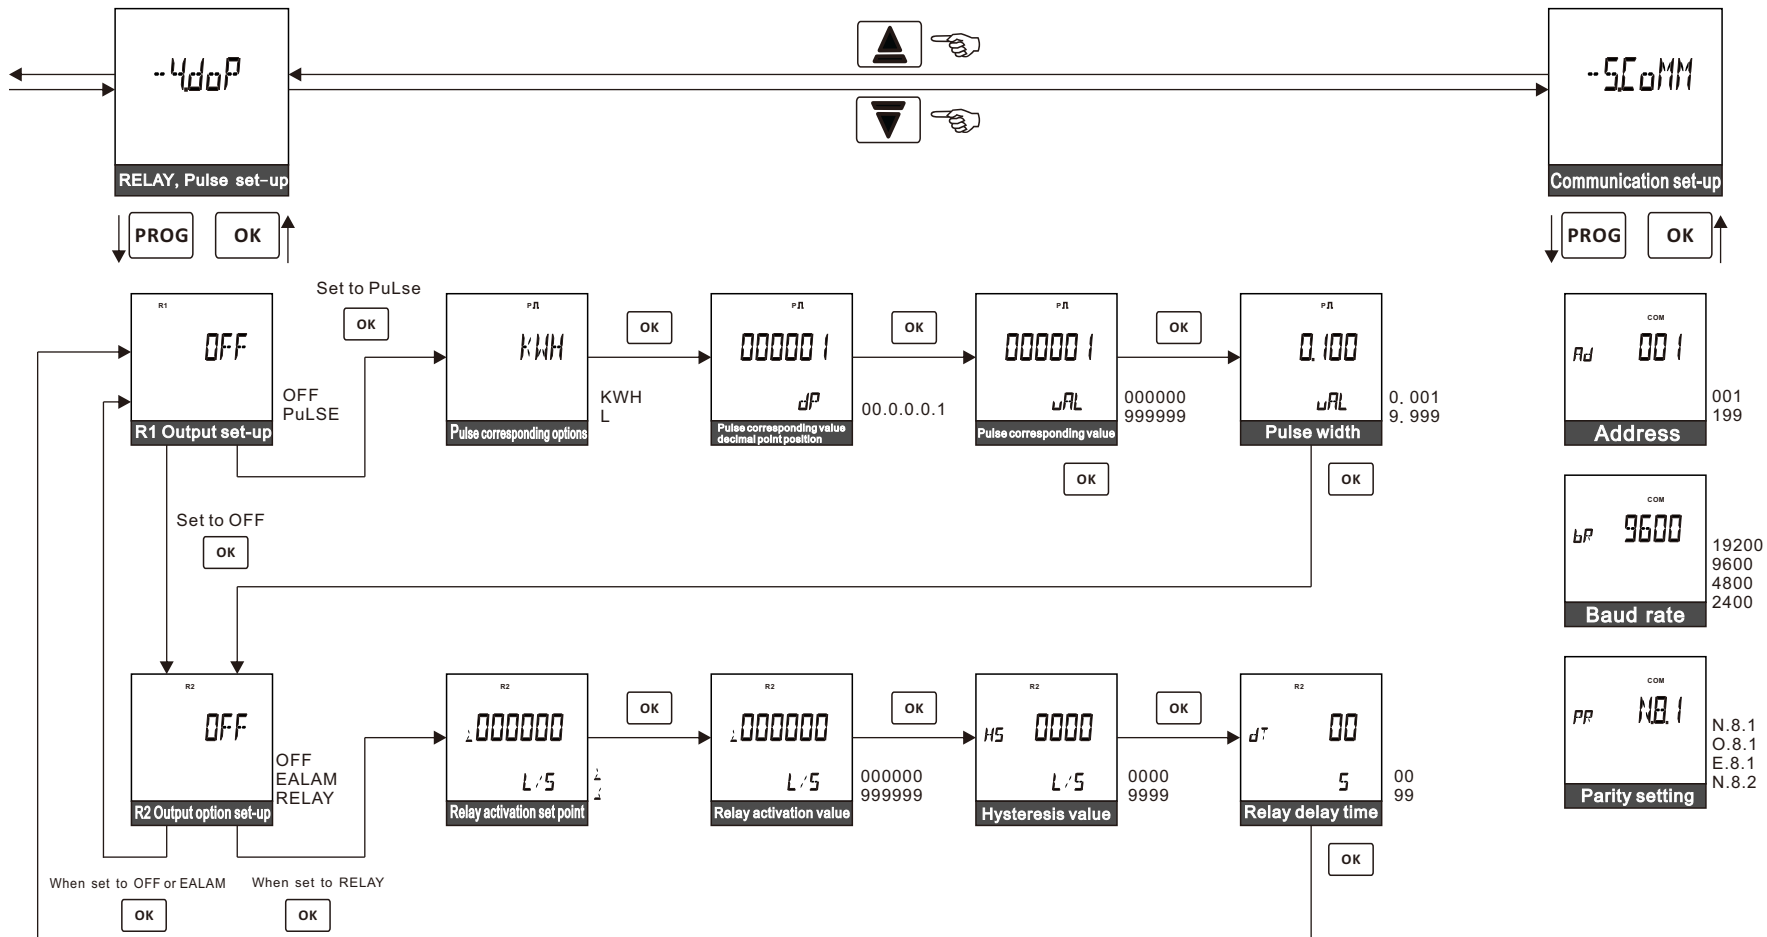 -4.doP
-5.CoMM
RELAY, Pulse set-up
Communication set-up
PROG
OK
PROG
OK
Set to PuLse
OK
R1
OFF
OFF
PuLSE
R1 Output set-up
P
KWH
KWH
L
Pulse corresponding options
OK
P
000001
dP
00.0.0.0.1
Pulse corresponding value
decimal point position
OK
P
000001
uAL
000000
999999
Pulse corresponding value
OK
OK
P
0.100
uAL
0. 001
9. 999
Pulse width
OK
COM
Ad 001
001
199
Address
Set to OFF
OK
COM
bR 9600
19200
9600
4800
2400
Baud rate
R2
OFF
OFF
EALAM
RELAY
R2 Output option set-up
R2
000000
L/S
Relay activation set point
OK
R2
000000
L/S
000000
999999
Relay activation value
OK
R2
HS 0000
L/S
0000
9999
Hysteresis value
OK
R2
dT 00
S
00
99
Relay delay time
OK
COM
PR N.8.1
N.8.1
O.8.1
E.8.1
N.8.2
Parity setting
When set to OFF or EALAM
OK
When set to RELAY
OK